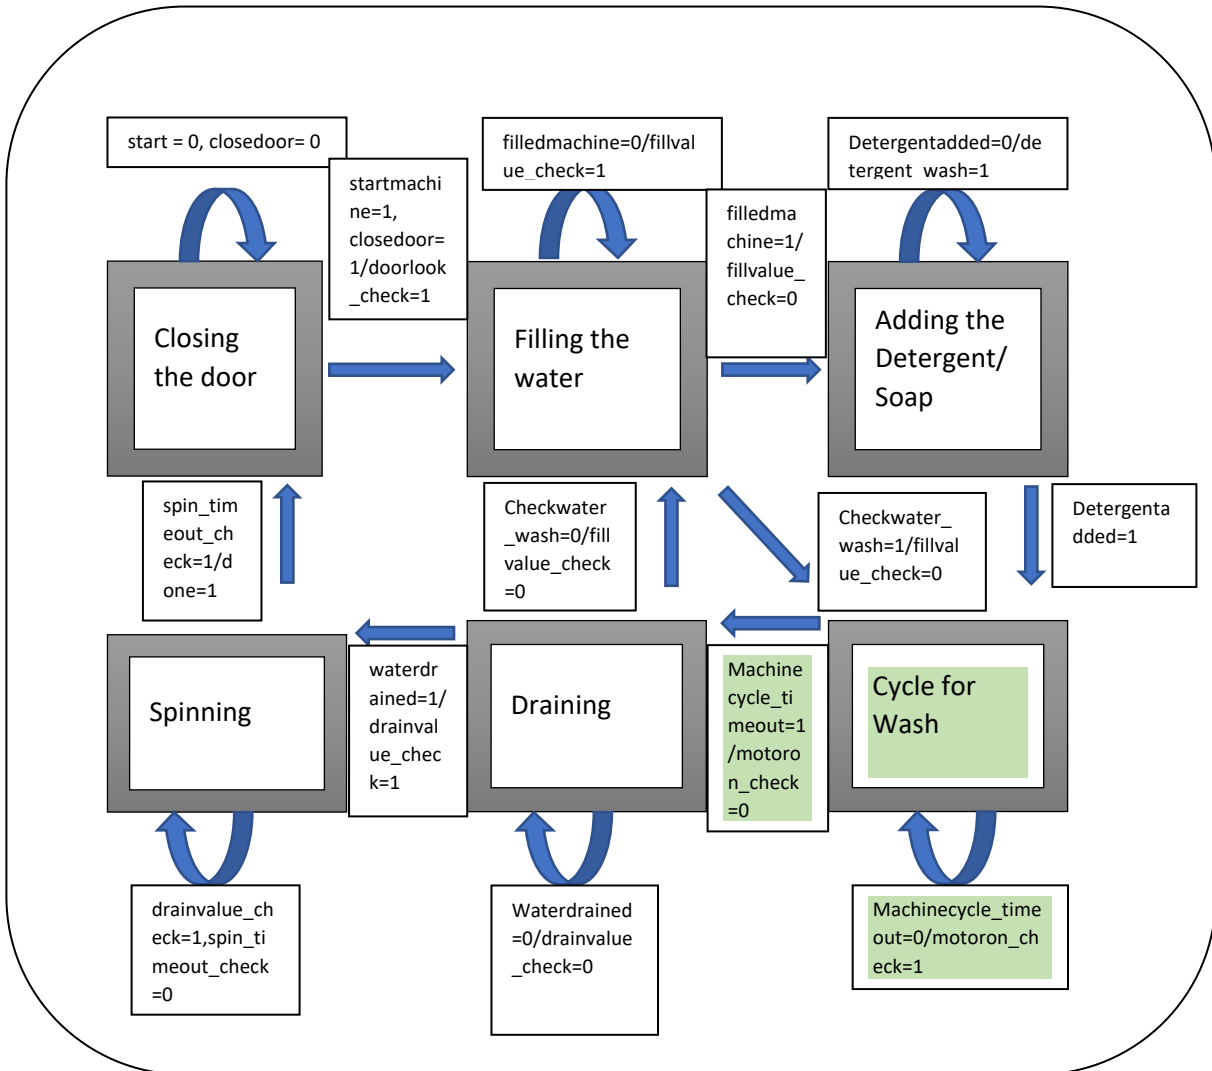 start = 0, closedoor= 0
startmachi
ne=1,
closedoor=
1/doorlook
_check=1
filledmachine=0/fillval
ue_check=1
filledma
chine=1/
fillvalue_
check=0
Detergentadded=0/de
tergent_wash=1
Closing
the door
Filling the
water
Adding the
Detergent/
Soap
spin_tim
eout_ch
eck=1/d
one=1
Checkwater
_wash=0/fill
value_check
=0
Checkwater_
wash=1/fillval
ue_check=0
Detergenta
dded=1
Spinning
waterdr
ained=1/
drainval
ue_chec
k=1
Draining
Machine
cycle_ti
meout=1
/motoro
n_check
=0
Cycle for
Wash
drainvalue_ch
eck=1,spin_ti
meout_check
=0
Waterdrained
=0/drainvalue
_check=0
Machinecycle_time
out=0/motoron_ch
eck=1